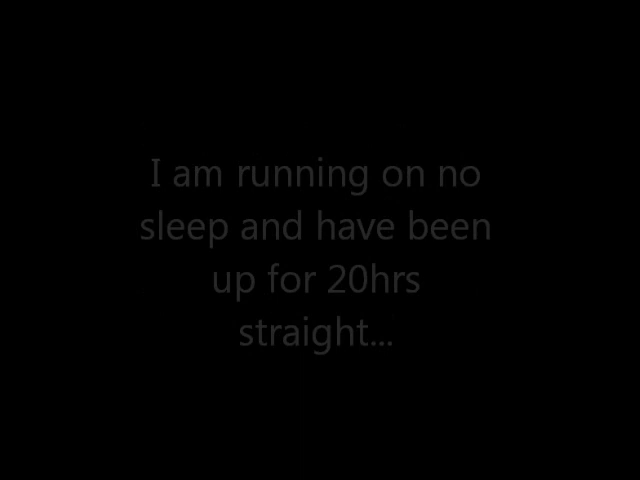 I am running on no
sleep and have been
up for 20hrs
straight...